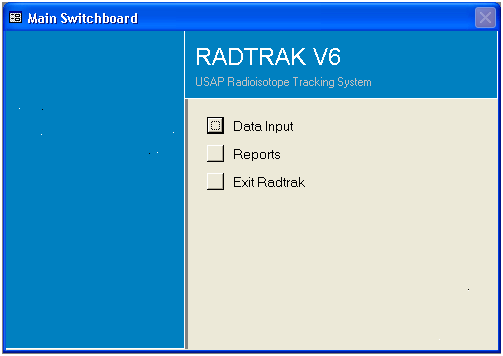 Main Switchboard
RADTRAK V6
USAP Radioisotope Tracking System
Data Input
Reports
Exit Radtrak